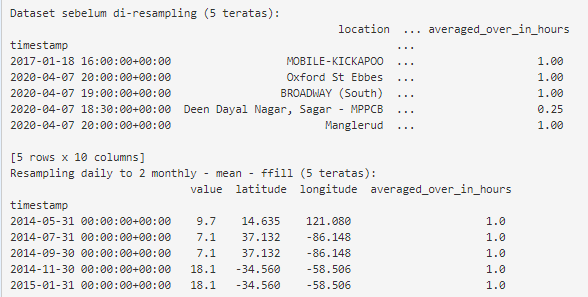 Dataset sebelum di-resampling (5 teratas):
location ... averaged_over_in_hours
timestamp ...
2017-01-18 16:00:00+00:00 MOBILE-KICKAPOO ... 1.00
2020-04-07 20:00:00+00:00 Oxford St Ebbes ... 1.00
2020-04-07 19:00:00+00:00 BROADWAY (South) ... 1.00
2020-04-07 18:30:00+00:00 Deen Dayal Nagar, Sagar - MPPCB ... 0.25
2020-04-07 20:00:00+00:00 Manglerud ... 1.00
[5 rows x 10 columns]
Resampling daily to 2 monthly - mean - ffill (5 teratas):
value latitude longitude averaged_over_in_hours
timestamp
2014-05-31 00:00:00+00:00 9.7 14.635 121.080 1.0
2014-07-31 00:00:00+00:00 7.1 37.132 -86.148 1.0
2014-09-30 00:00:00+00:00 7.1 37.132 -86.148 1.0
2014-11-30 00:00:00+00:00 18.1 -34.560 -58.506 1.0
2015-01-31 00:00:00+00:00 18.1 -34.560 -58.506 1.0